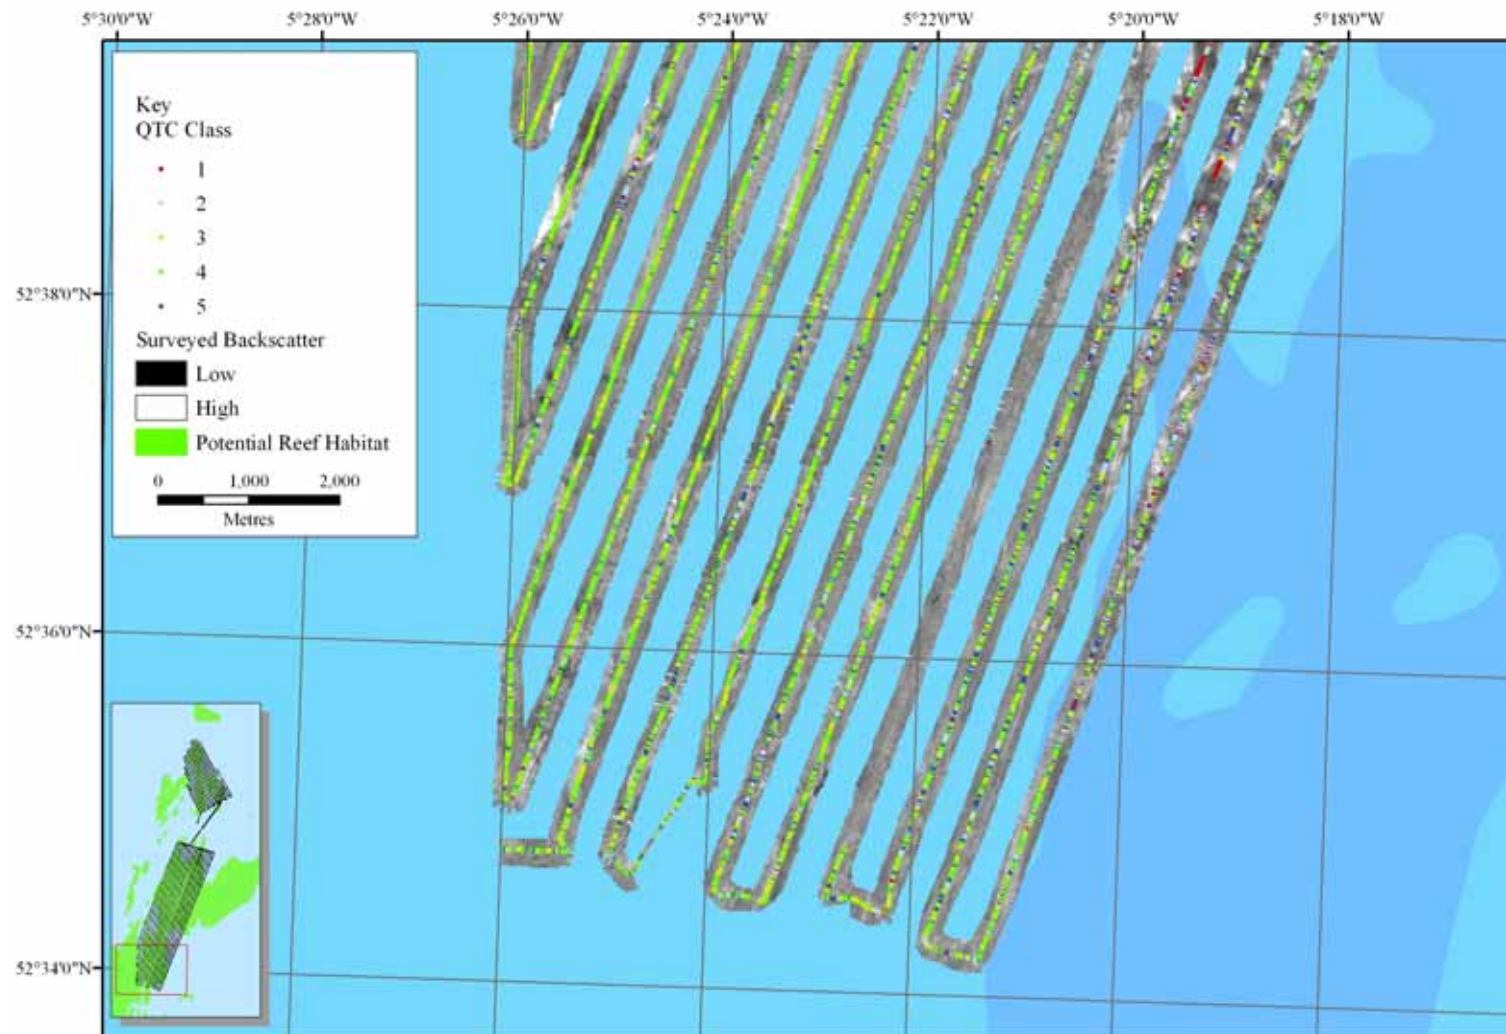 5°30'0"W 5°28'0"W 5°26'0"W 5°24'0"W 5°22'0"W 5°20'0"W 5°18'0"W
Key
QTC Class
1
2
3
4
5
52°38'0"N
Surveyed Backscatter
Low
High
Potential Reef Habitat
0 1,000 2,000
Metres
52°36'0"N
52°34'0"N